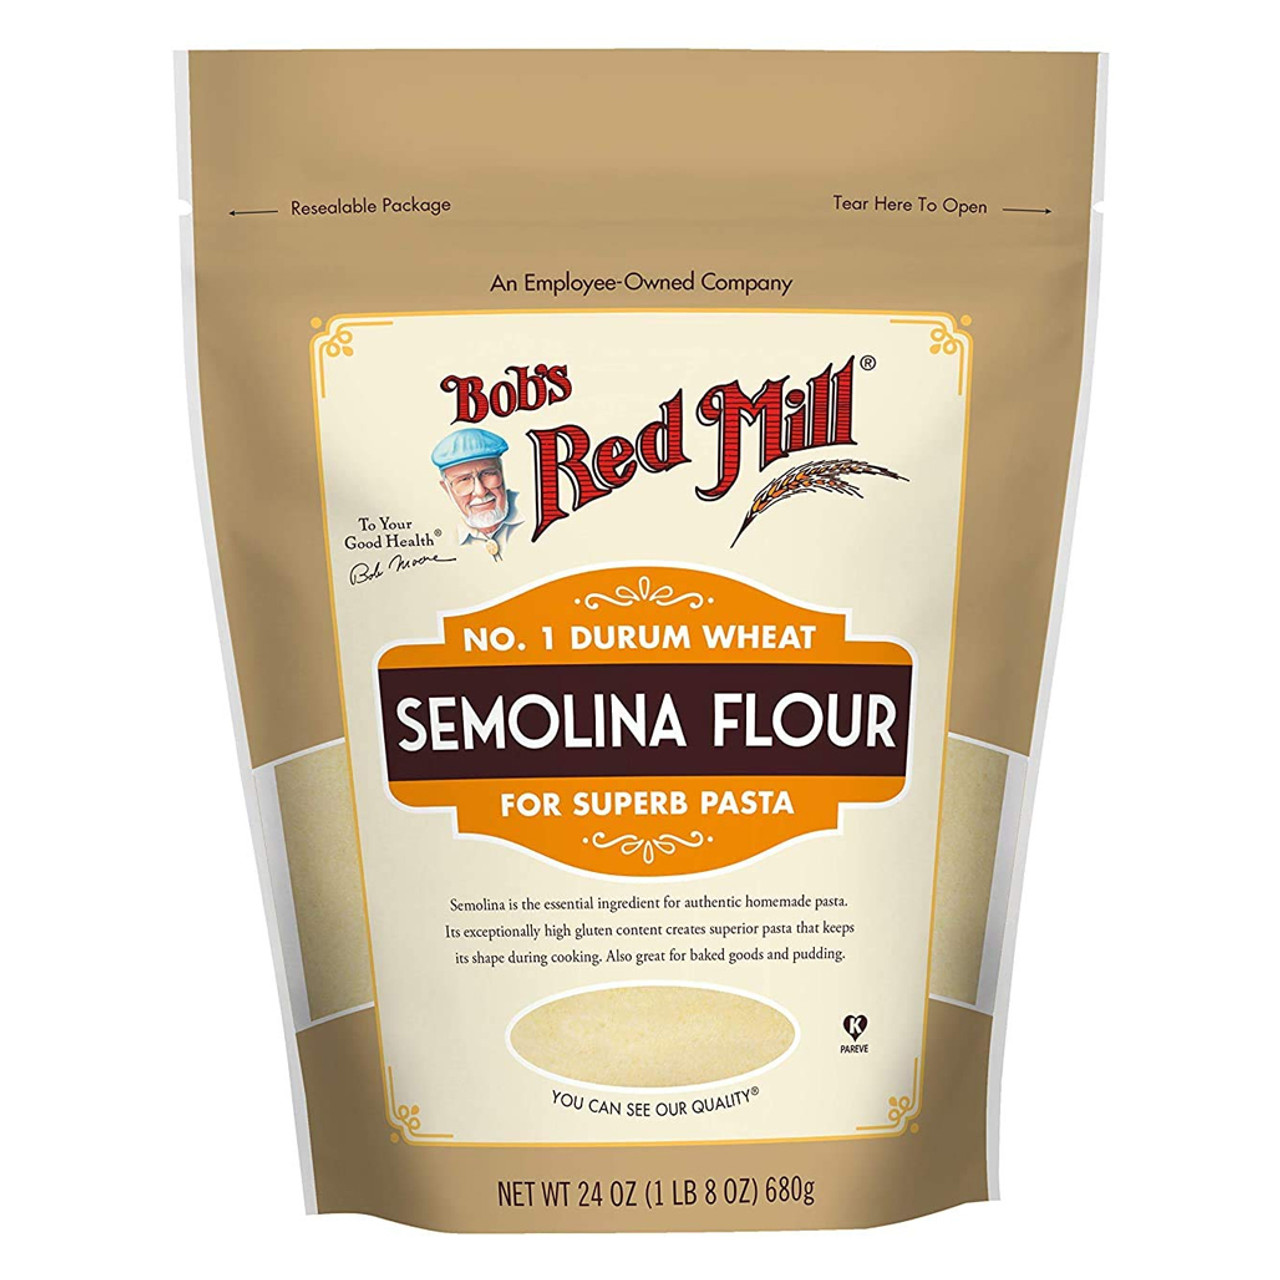 Resealable Package
Tear Here To Open
An Employee-Owned Company
Bob's
Red Mill®
To Your
Good Health®
Bob Moore
NO. 1 DURUM WHEAT
SEMOLINA FLOUR
FOR SUPERB PASTA
Semolina is the essential ingredient for authentic homemade pasta.
Its exceptionally high gluten content creates superior pasta that keeps
its shape during cooking. Also great for baked goods and pudding.
K
PAREVE
YOU CAN SEE OUR QUALITY®
NET WT 24 OZ (1 LB 8 OZ) 680g